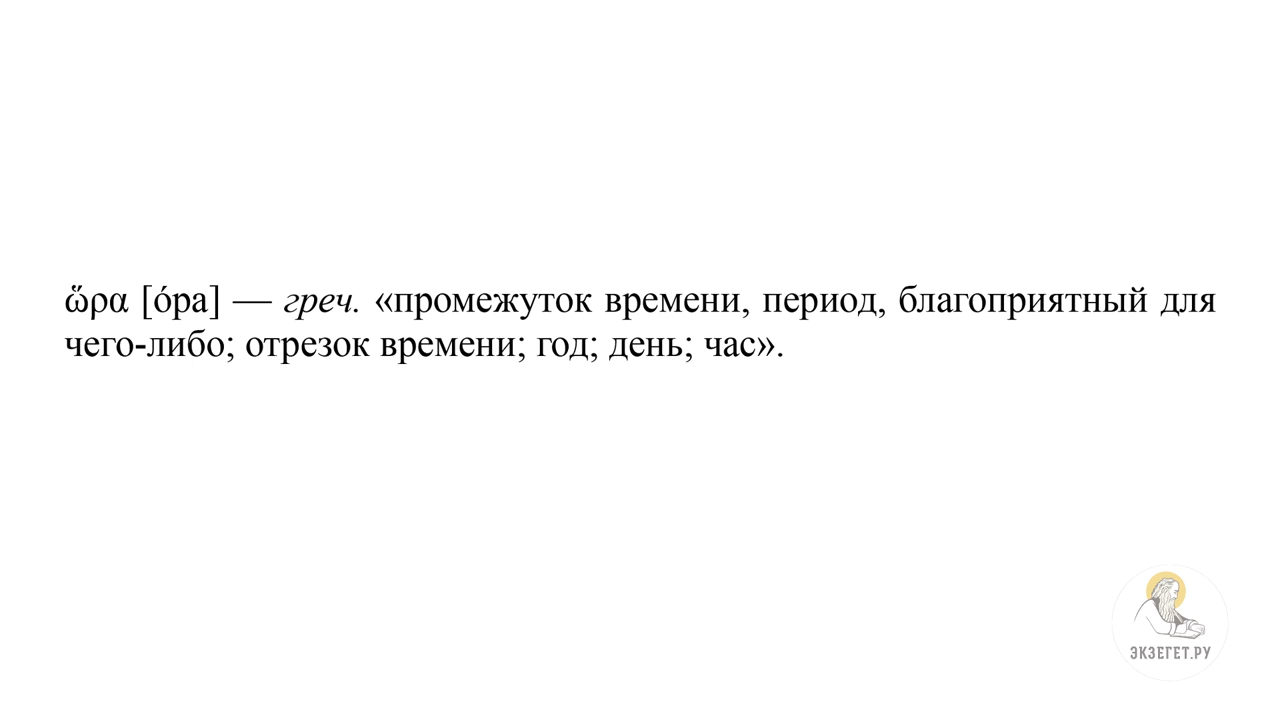 ὥρα [óра] — греч. «промежуток времени, период, благоприятный для
чего-либо; отрезок времени; год; день; час».
ЭКЗЕГЕТ.РУ